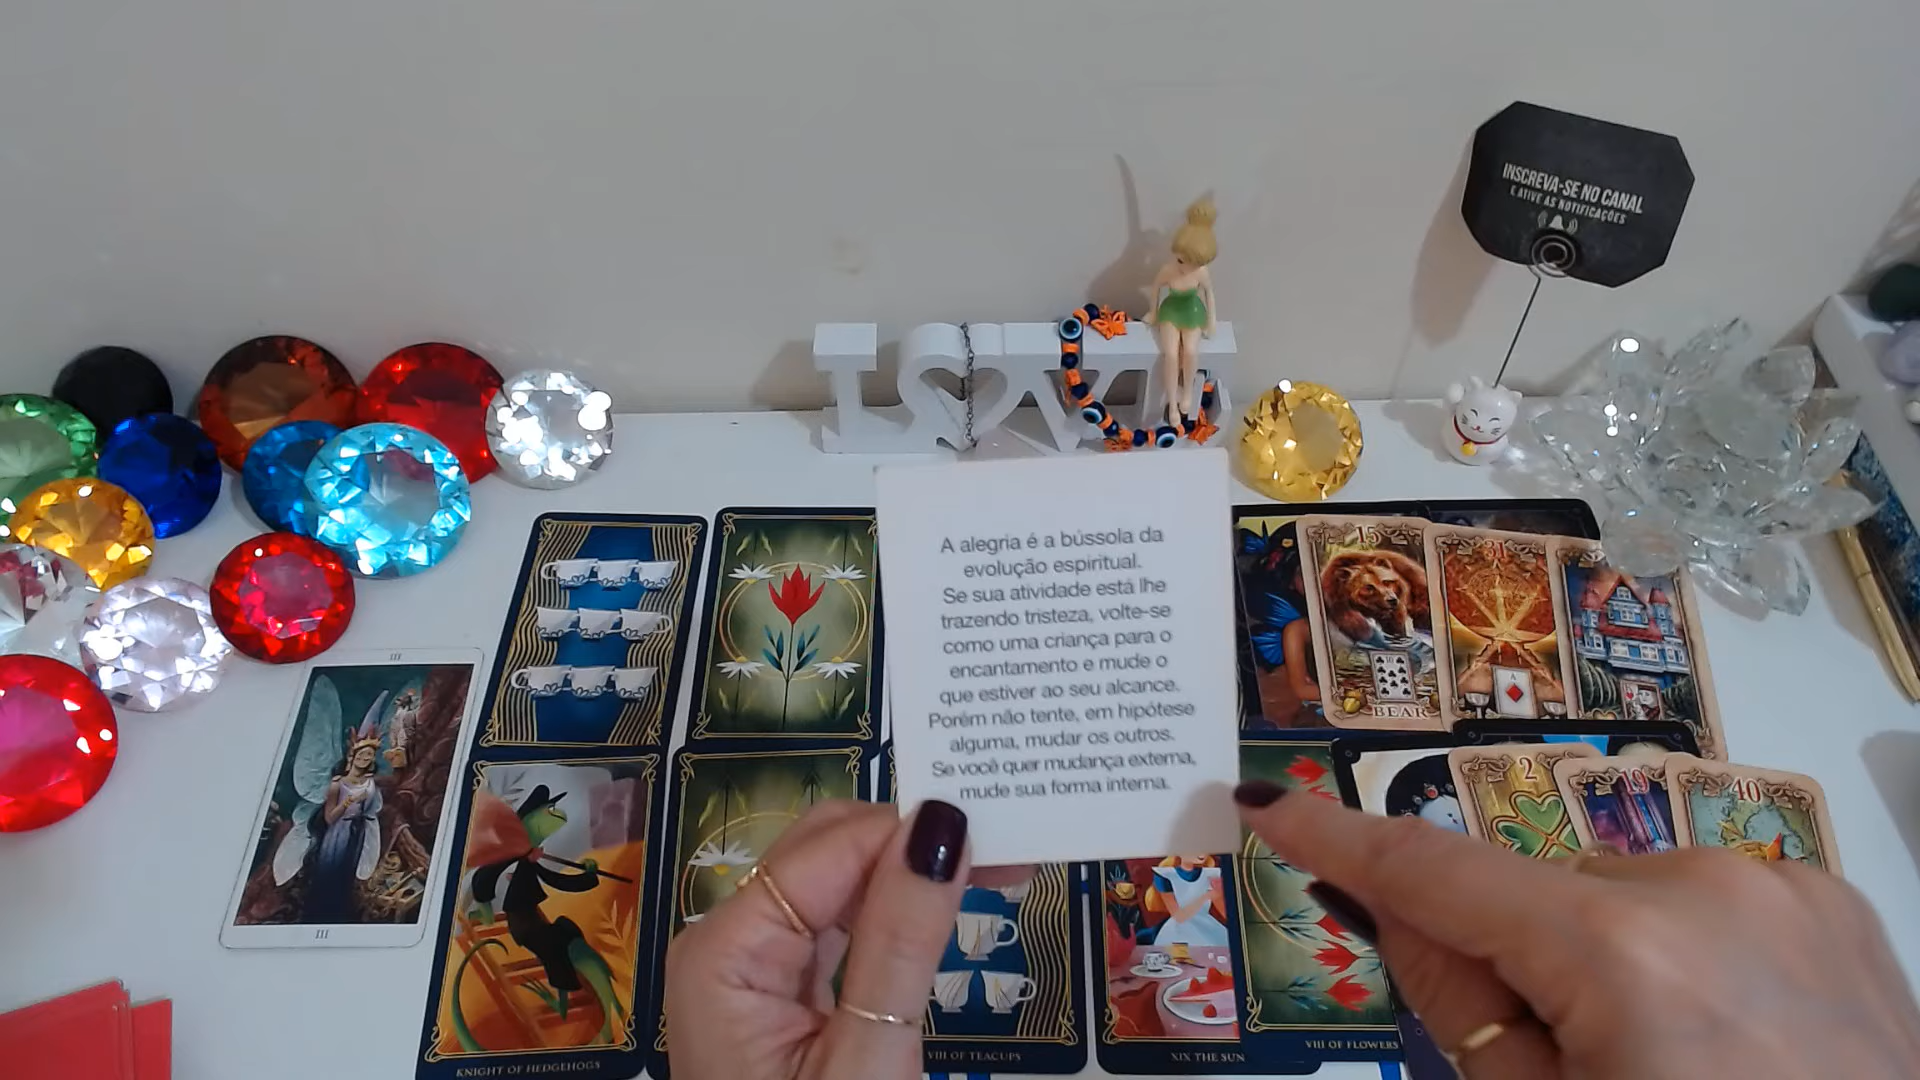 INSCREVA-SE NO CANAL
E ATIVE AS NOTIFICAÇÕES
I
A alegria é a bússola da
evolução espiritual.
Se sua atividade está lhe
trazendo tristeza, volte-se
como uma criança para o
encantamento e mude o
que estiver ao seu alcance.
Porém não tente, em hipótese
alguma, mudar os outros.
Se você quer mudança externa,
mude sua forma interna.
15
BEAR
31
A
2
19
40
III
III
KNIGHT OF HEDGEHOGS
VIII OF TEACUPS
XIX THE SUN
VIII OF FLOWERS